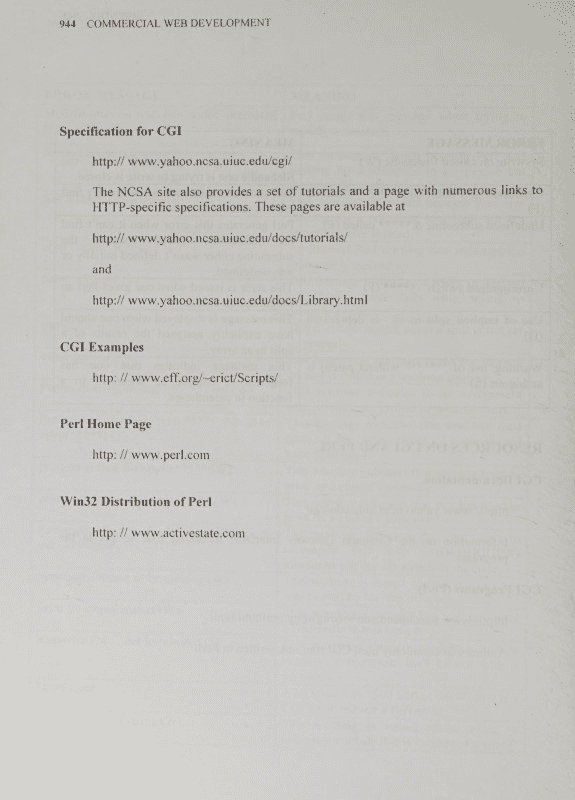 944 COMMERCIAL WEB DEVELOPMENT
Specification for CGI
http:// www.yahoo.ncsa.uiuc.edu/cgi/
The NCSA site also provides a set of tutorials and a page with numerous links to
HTTP-specific specifications. These pages are available at
http:// www.yahoo.ncsa.uiuc.edu/docs/tutorials/
and
http:// www.yahoo.ncsa.uiuc.edu/docs/Library.html
CGI Examples
http: // www.eff.org/~erict/Scripts/
Perl Home Page
http: // www.perl.com
Win32 Distribution of Perl
http: // www.activestate.com